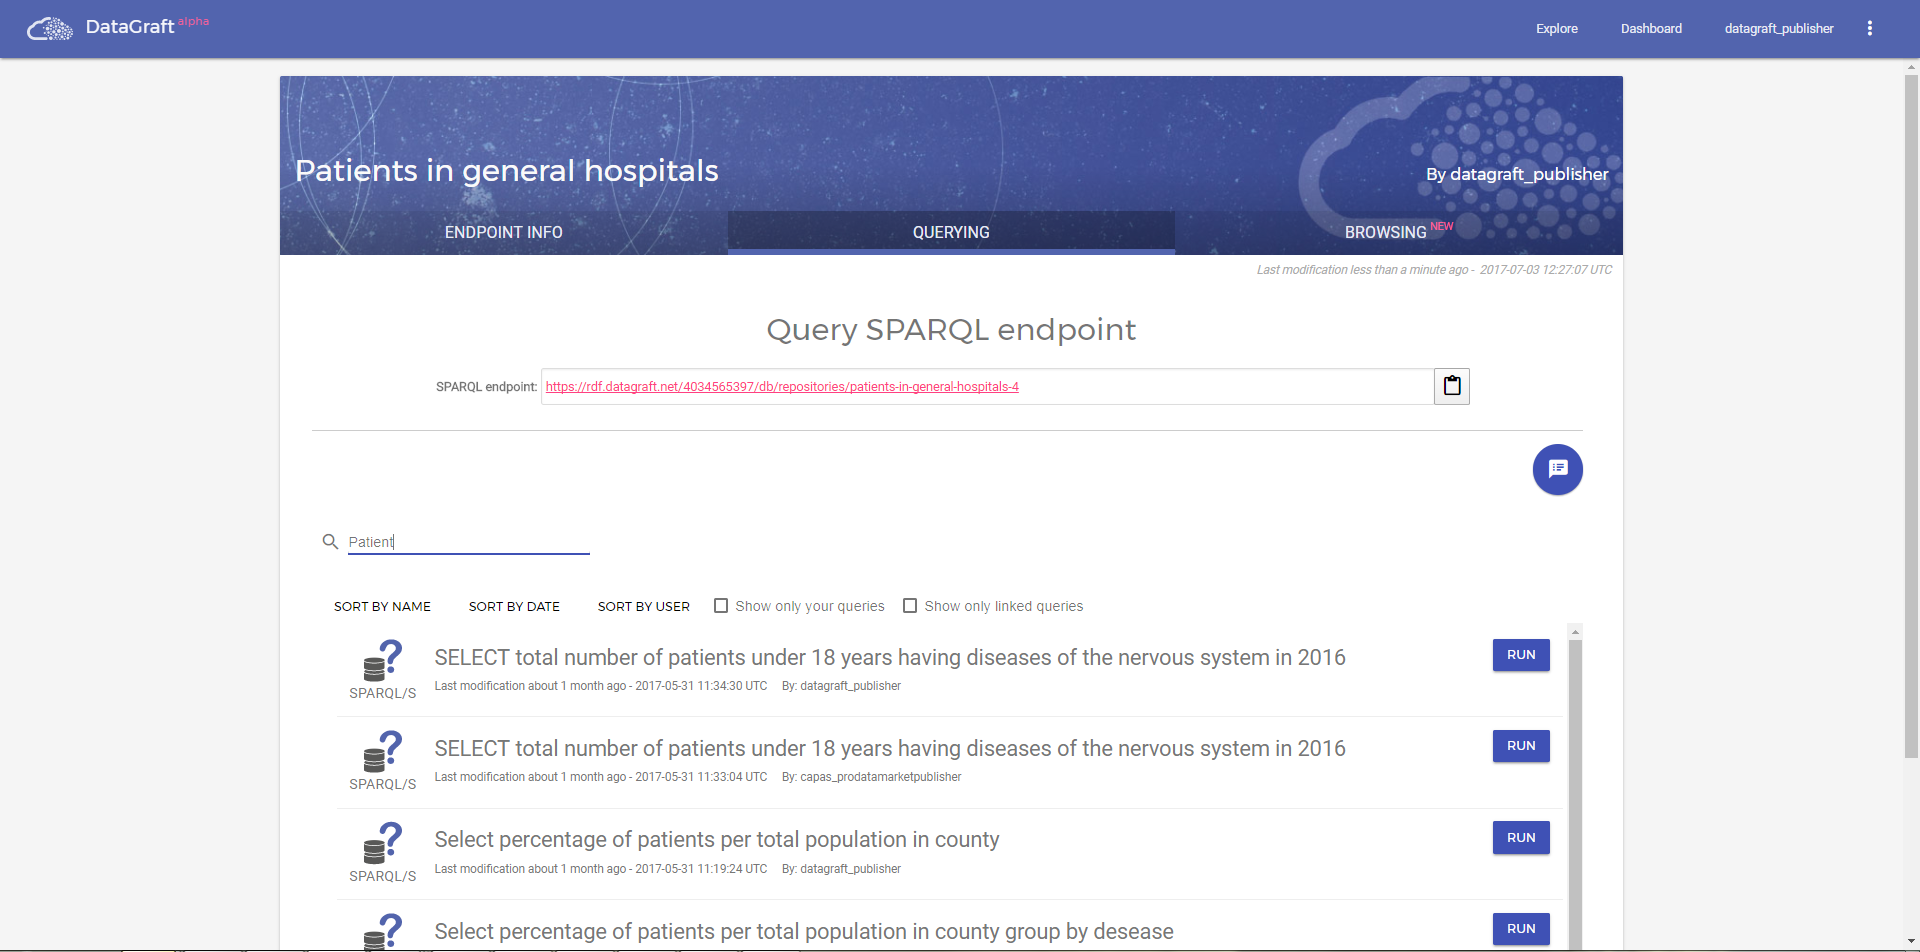 DataGraft alpha
Explore Dashboard datagraft_publisher
Patients in general hospitals
By datagraft_publisher
ENDPOINT INFO QUERYING BROWSING NEW
Last modification less than a minute ago - 2017-07-03 12:27:07 UTC
Query SPARQL endpoint
SPARQL endpoint: https://rdf.datagraft.net/4034565397/db/repositories/patients-in-general-hospitals-4
Patient
SORT BY NAME SORT BY DATE SORT BY USER Show only your queries Show only linked queries
SELECT total number of patients under 18 years having diseases of the nervous system in 2016 RUN
SPARQL/S Last modification about 1 month ago - 2017-05-31 11:34:30 UTC By: datagraft_publisher
SELECT total number of patients under 18 years having diseases of the nervous system in 2016 RUN
SPARQL/S Last modification about 1 month ago - 2017-05-31 11:33:04 UTC By: capas_prodatamarketpublisher
Select percentage of patients per total population in county RUN
SPARQL/S Last modification about 1 month ago - 2017-05-31 11:19:24 UTC By: datagraft_publisher
Select percentage of patients per total population in county group by desease RUN